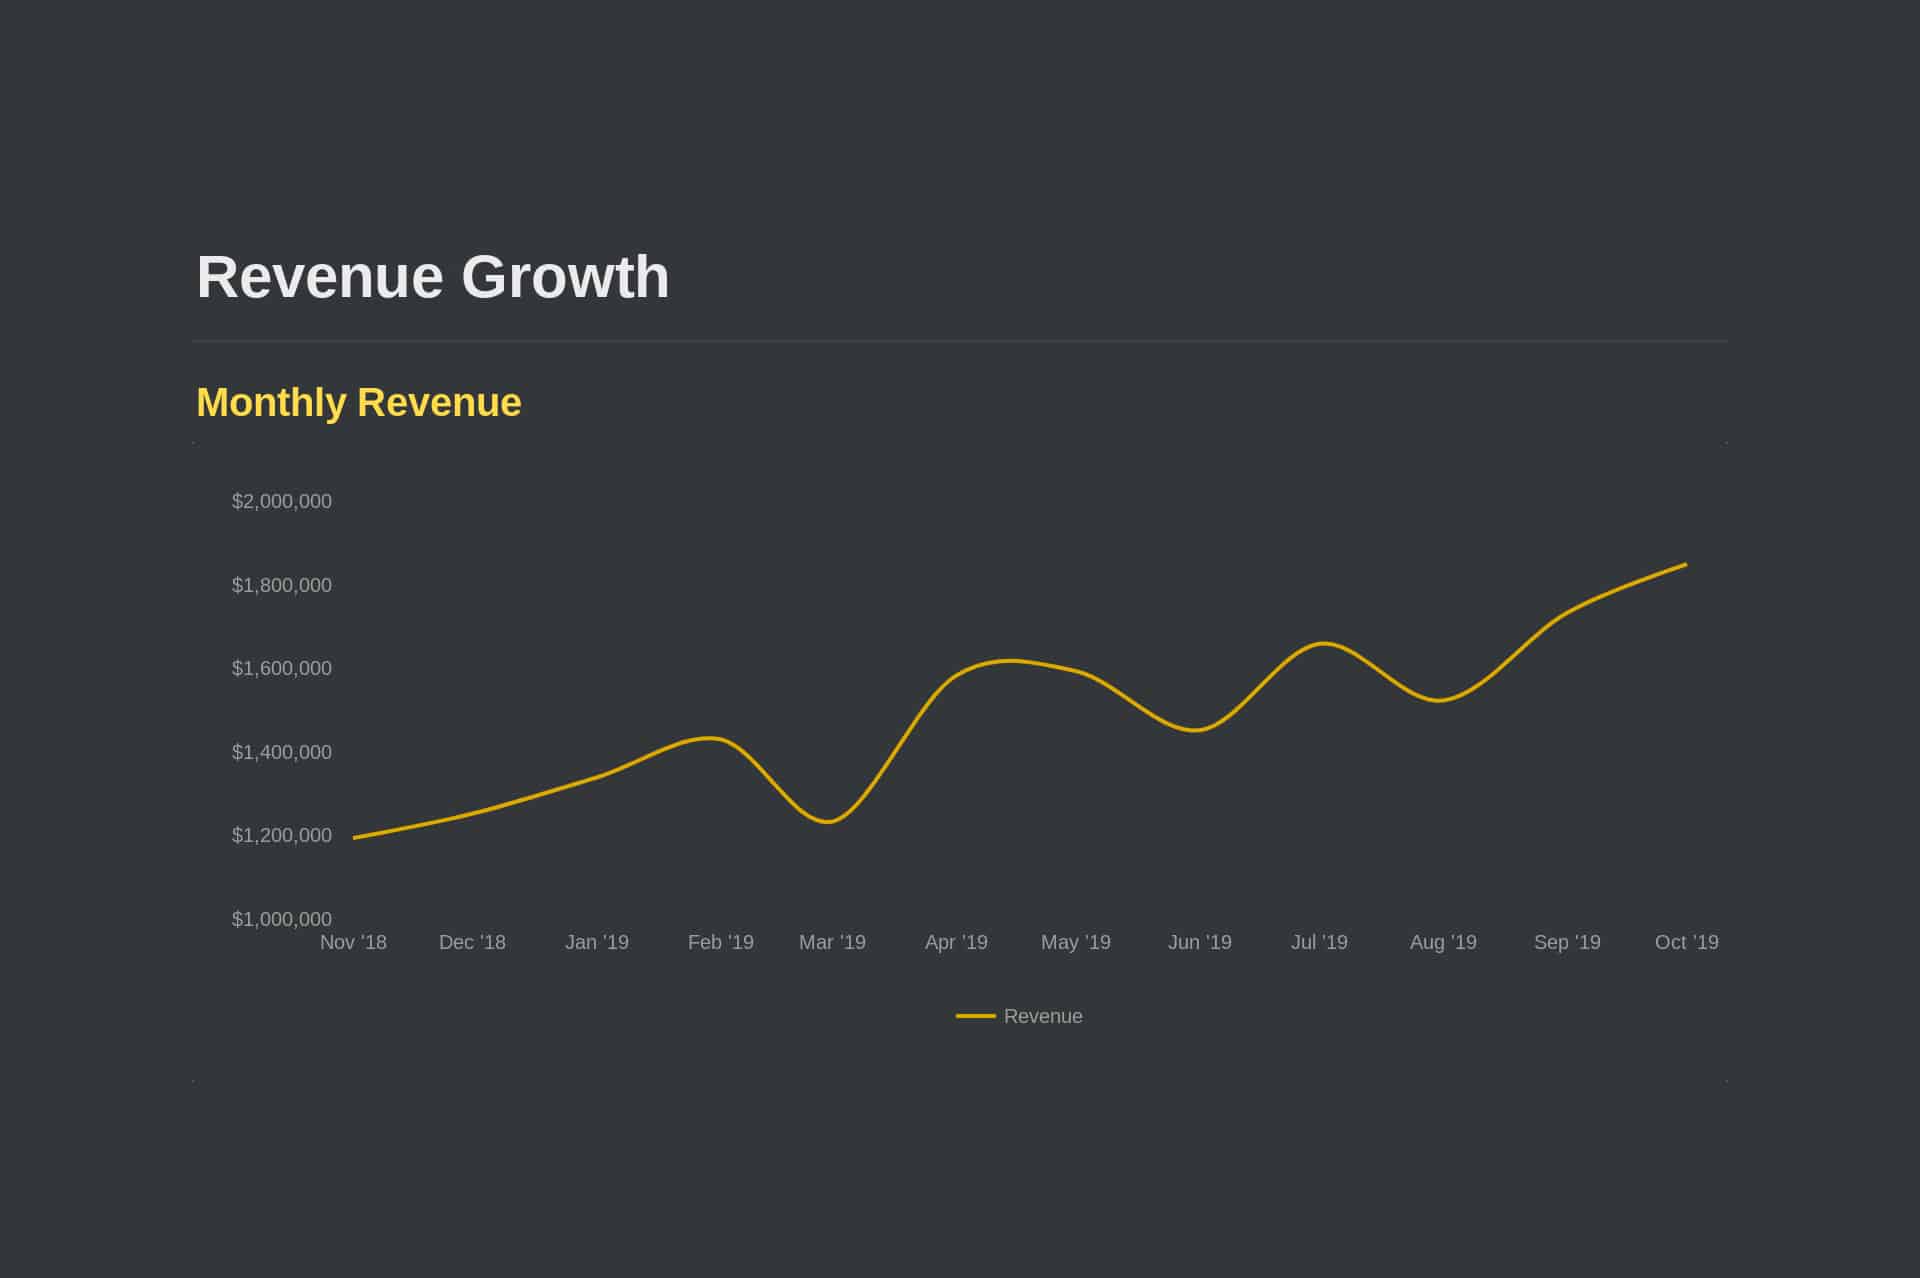 Revenue Growth
Monthly Revenue
$2,000,000
$1,800,000
$1,600,000
$1,400,000
$1,200,000
$1,000,000
Nov '18 Dec '18 Jan '19 Feb '19 Mar '19 Apr '19 May '19 Jun '19 Jul '19 Aug '19 Sep '19 Oct '19
Revenue